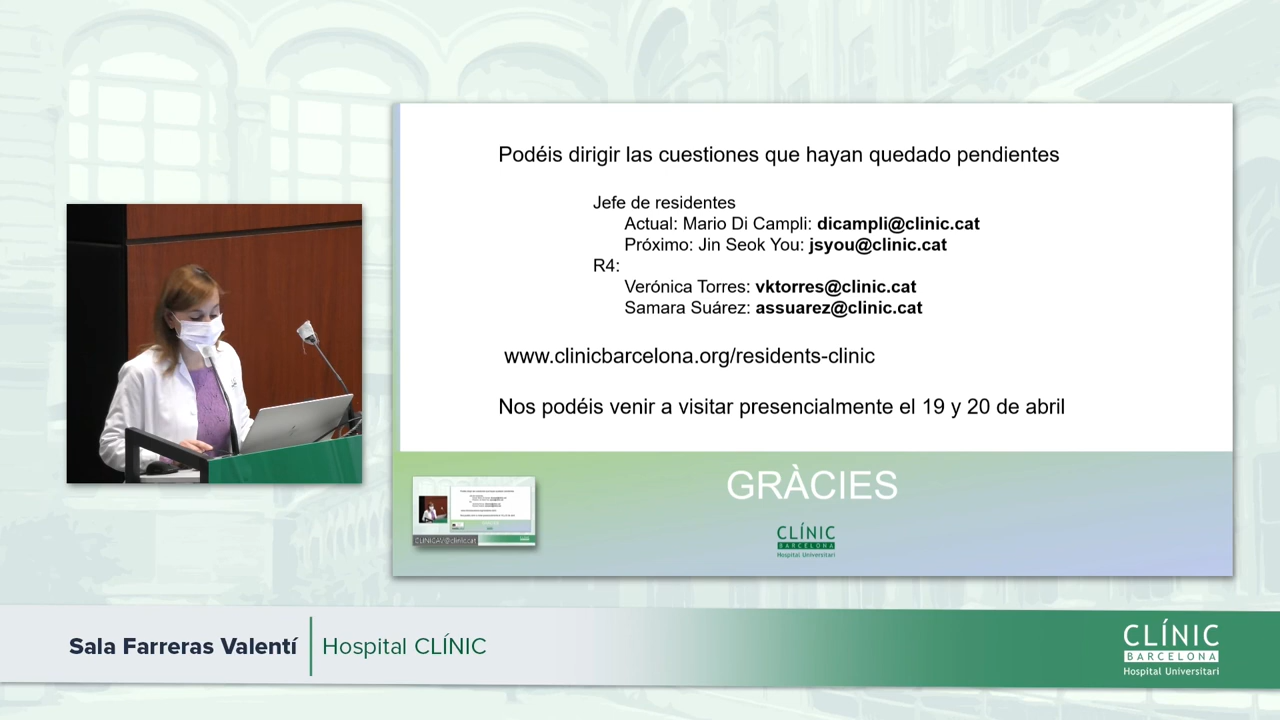 Podéis dirigir las cuestiones que hayan quedado pendientes
Jefe de residentes
Actual: Mario Di Campli: dicampli@clinic.cat
Próximo: Jin Seok You: jsyou@clinic.cat
R4:
Verónica Torres: vktorres@clinic.cat
Samara Suárez: assuarez@clinic.cat
www.clinicbarcelona.org/residents-clinic
Nos podéis venir a visitar presencialmente el 19 y 20 de abril
GRÀCIES
CLÍNIC
BARCELONA
Hospital Universitari
CLINICAV@clinic.cat
Sala Farreras Valentí
Hospital CLÍNIC
CLÍNIC
BARCELONA
Hospital Universitari